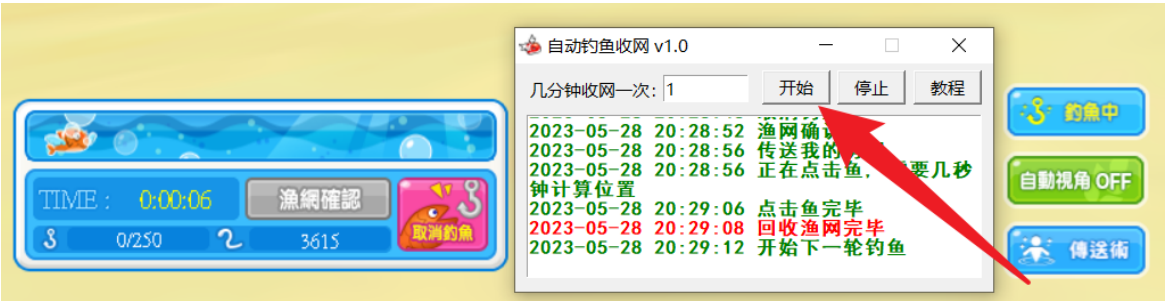 自动钓鱼收网 v1.0
几分钟收网一次: 1 开始 停止 教程
2023-05-28 20:28:52 渔网确
2023-05-28 20:28:56 传送我的
2023-05-28 20:28:56 正在点击鱼, 要几秒
钟计算位置
2023-05-28 20:29:06 点击鱼完毕
2023-05-28 20:29:08 回收渔网完毕
2023-05-28 20:29:12 开始下一轮钓鱼
TIME : 0:00:06 漁網確認
0/250 3615 取消釣魚
釣魚中
自動視角 OFF
傳送術